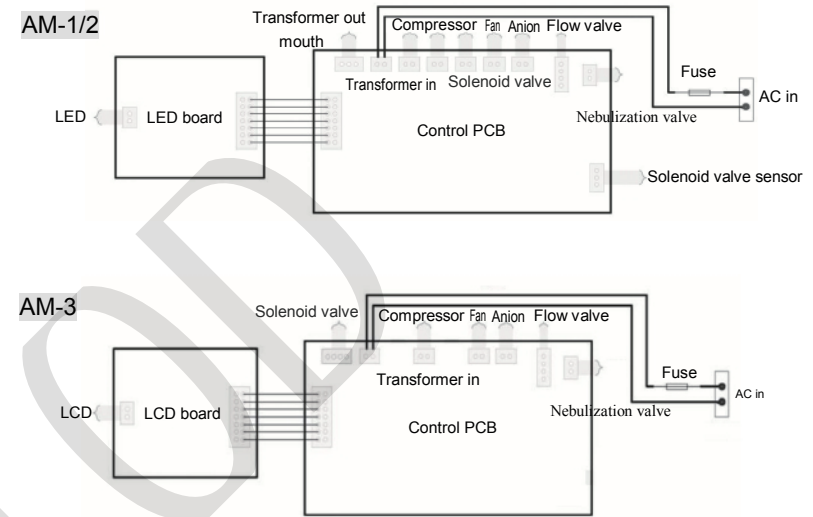 AM-1/2
Transformer out
mouth
Compressor Fan Anion Flow valve
Transformer in Solenoid valve
Fuse
AC in
LED
LED board
Nebulization valve
Control PCB
Solenoid valve sensor
AM-3
Solenoid valve
Compressor Fan Anion Flow valve
Transformer in
Fuse
AC in
LCD
LCD board
Nebulization valve
Control PCB